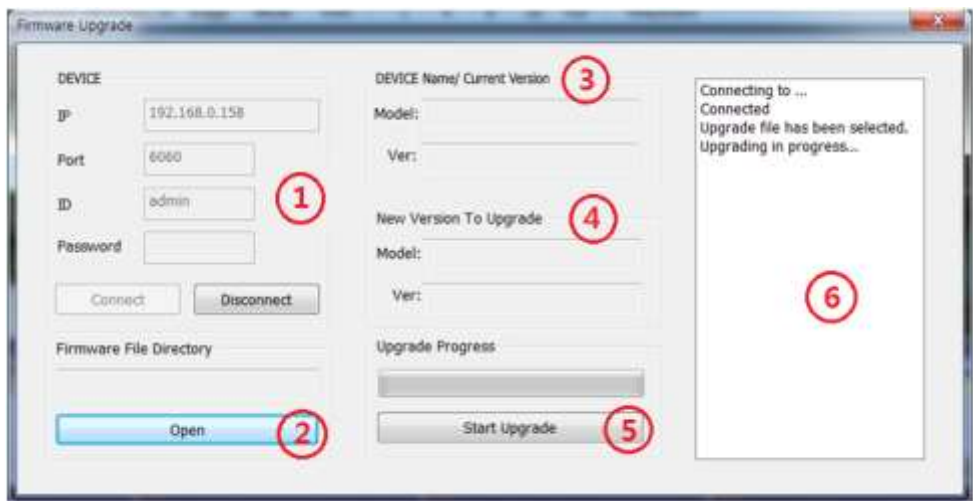 Firmware Upgrade
DEVICE
IP 192.168.0.158
Port 6060
ID admin
Password
Connect Disconnect
Firmware File Directory
Open
1
2
DEVICE Name/ Current Version
3
Model:
Ver:
New Version To Upgrade
4
Model:
Ver:
Upgrade Progress
Start Upgrade
5
Connecting to ...
Connected
Upgrade file has been selected.
Upgrading in progress...
6